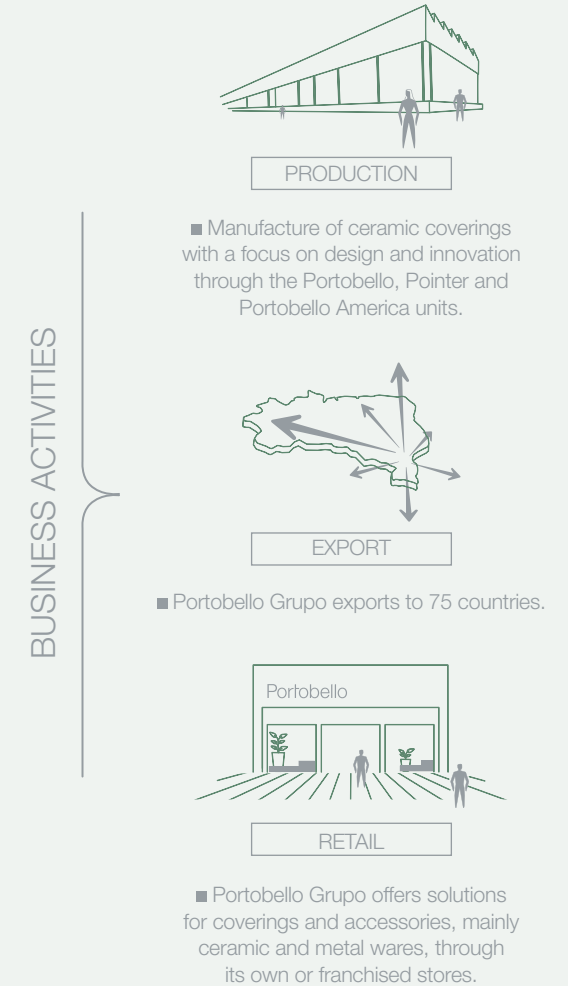 BUSINESS ACTIVITIES
PRODUCTION
■ Manufacture of ceramic coverings
with a focus on design and innovation
through the Portobello, Pointer and
Portobello America units.
EXPORT
■ Portobello Grupo exports to 75 countries.
Portobello
RETAIL
■ Portobello Grupo offers solutions
for coverings and accessories, mainly
ceramic and metal wares, through
its own or franchised stores.